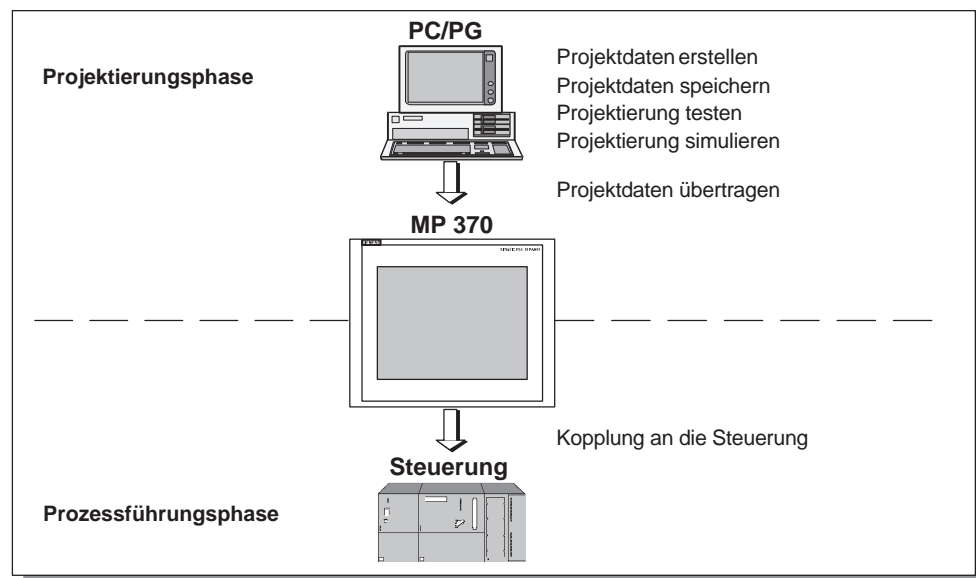 PC/PG
Projektierungsphase
Projektdaten erstellen
Projektdaten speichern
Projektierung testen
Projektierung simulieren
Projektdaten übertragen
MP 370
Kopplung an die Steuerung
Steuerung
Prozessführungsphase